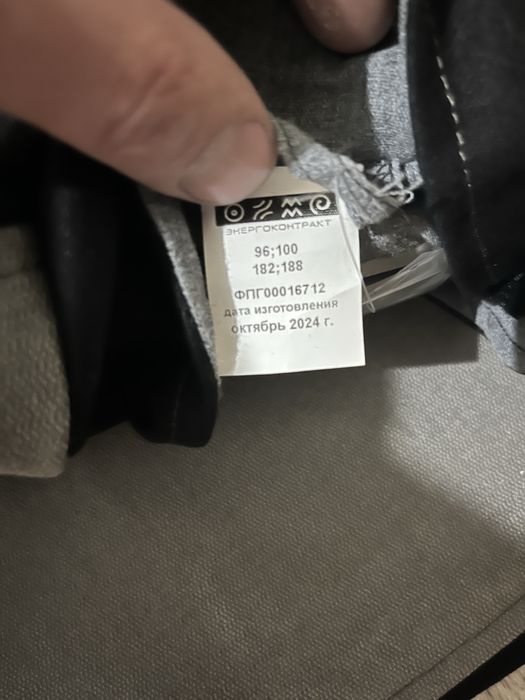 ЭНЕРГОКОНТРАКТ
96;100
182;188
ФПГ00016712
дата изготовления
октябрь 2024 г.